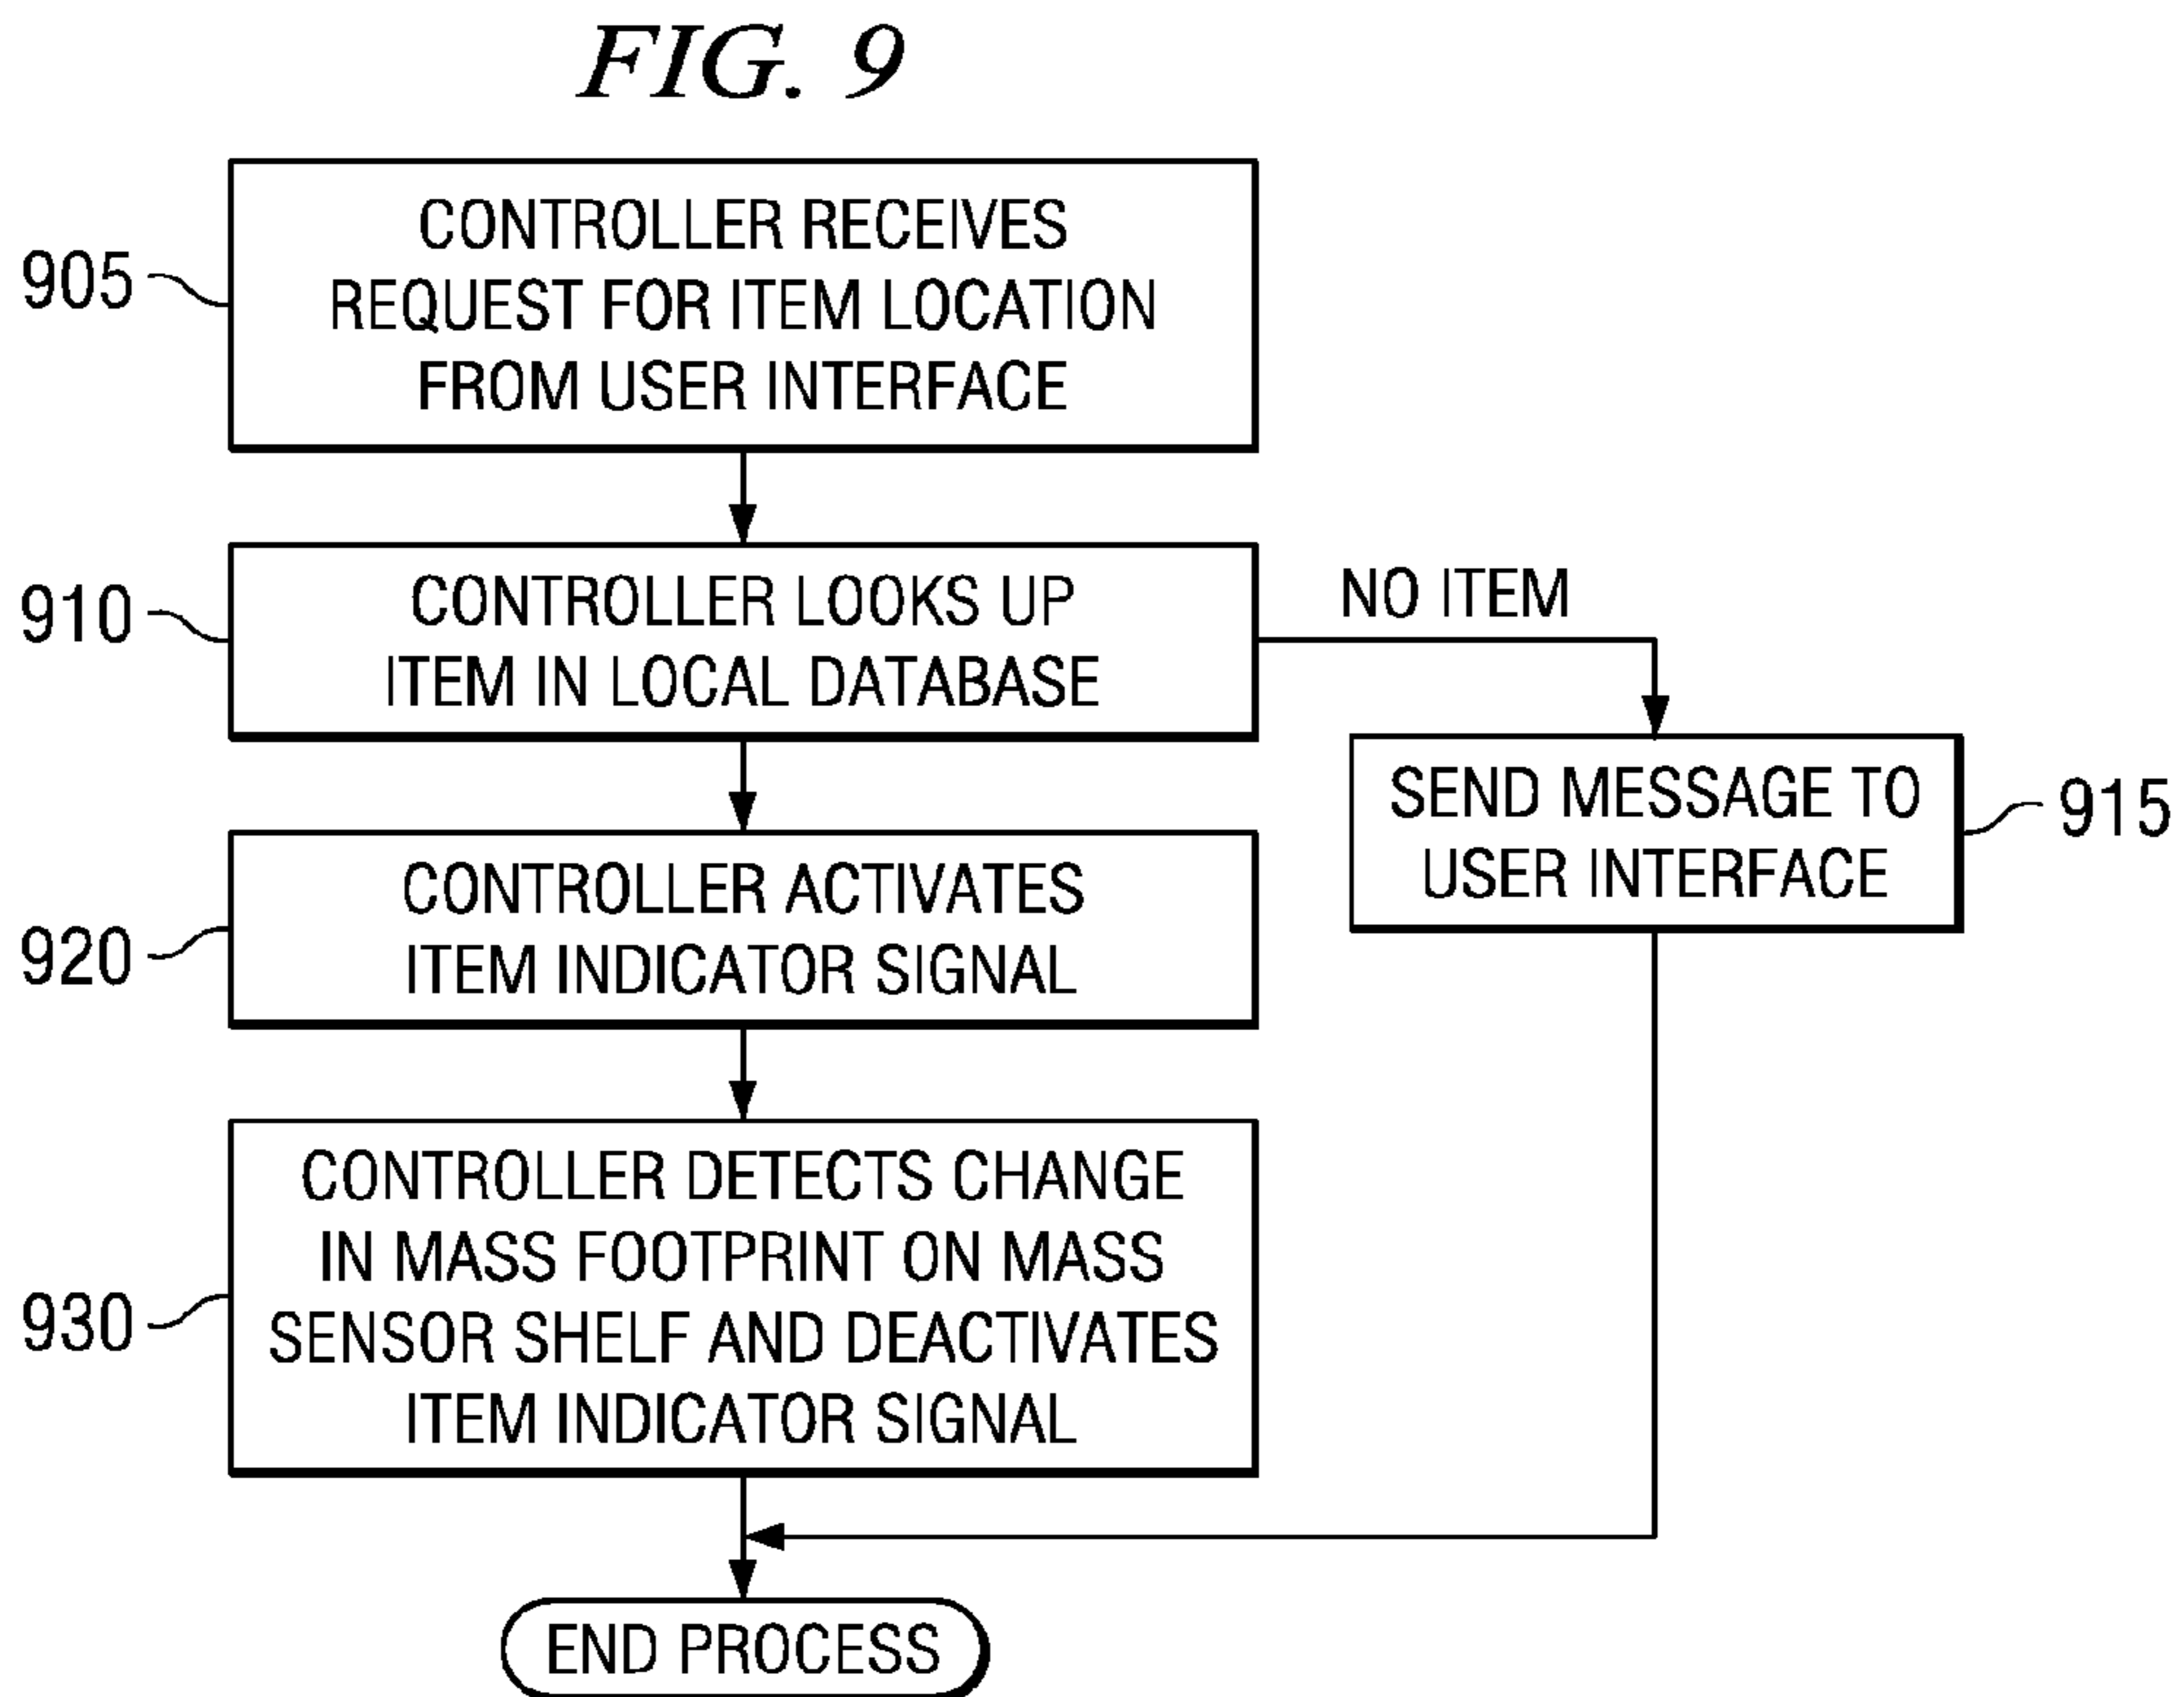 FIG. 9
905
CONTROLLER RECEIVES
REQUEST FOR ITEM LOCATION
FROM USER INTERFACE
910
CONTROLLER LOOKS UP
ITEM IN LOCAL DATABASE
NO ITEM
SEND MESSAGE TO
USER INTERFACE
915
920
CONTROLLER ACTIVATES
ITEM INDICATOR SIGNAL
930
CONTROLLER DETECTS CHANGE
IN MASS FOOTPRINT ON MASS
SENSOR SHELF AND DEACTIVATES
ITEM INDICATOR SIGNAL
END PROCESS